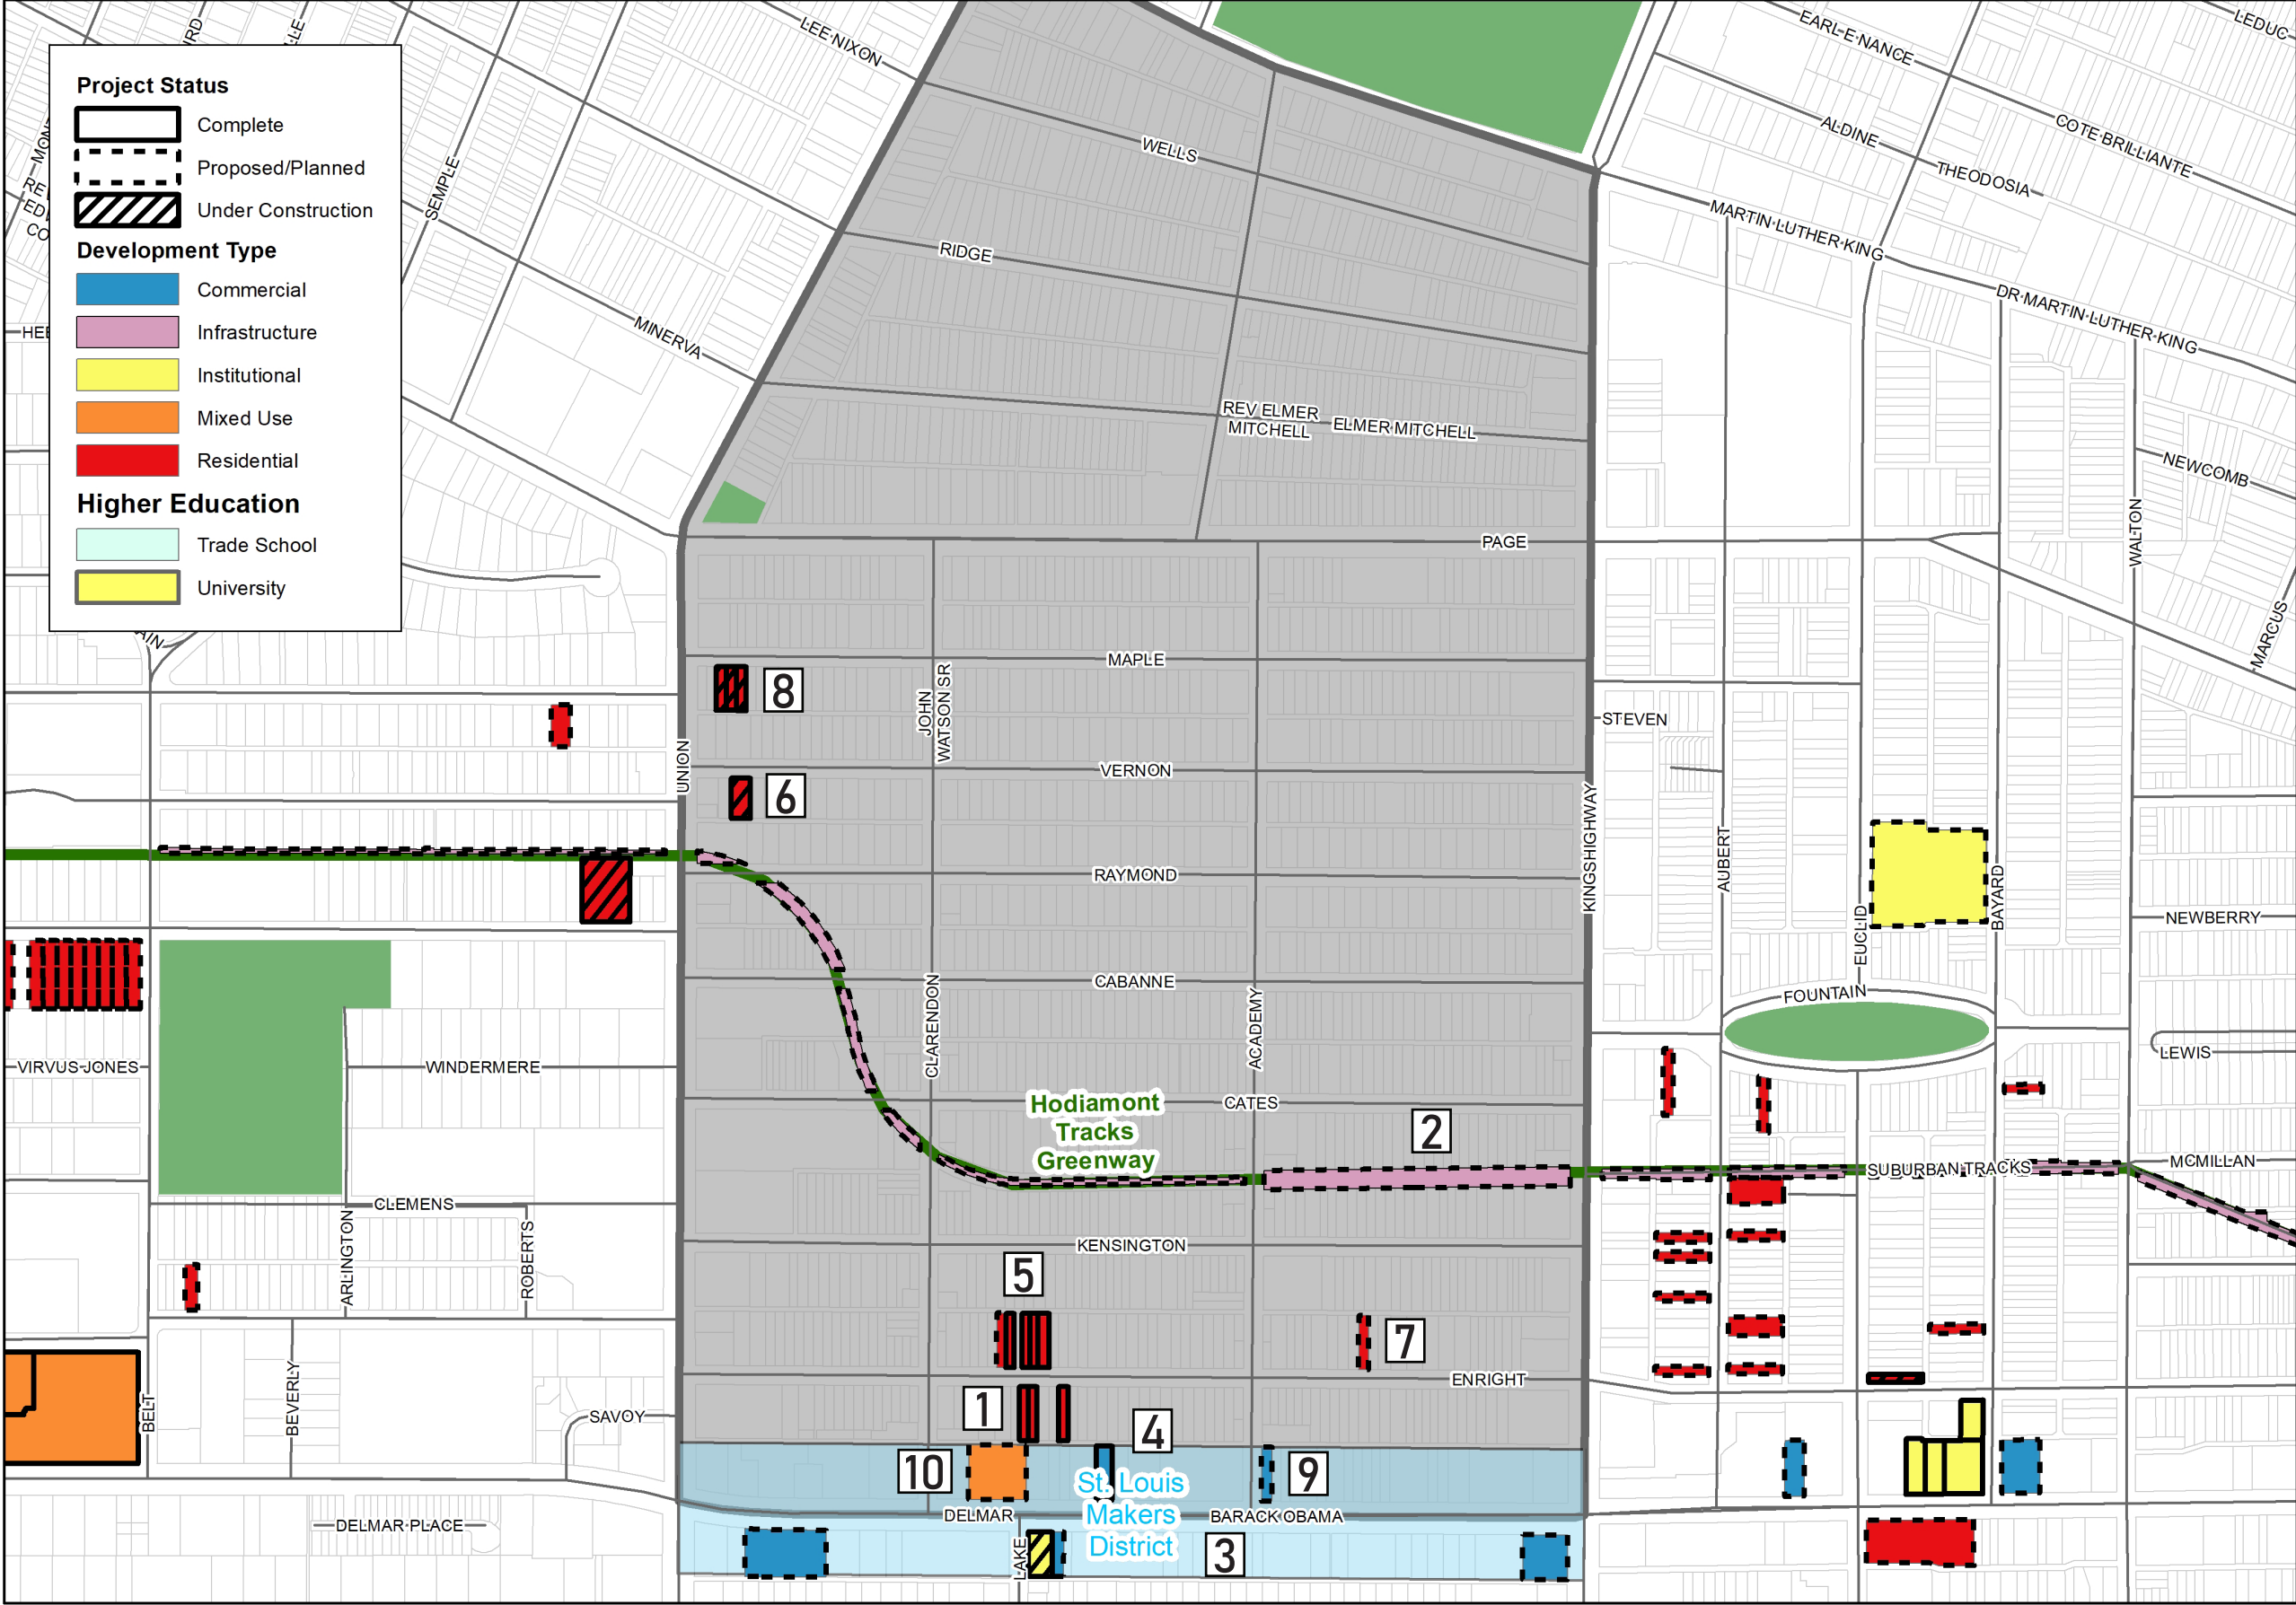 Project Status
Complete
Proposed/Planned
Under Construction
Development Type
Commercial
Infrastructure
Institutional
Mixed Use
Residential
Higher Education
Trade School
University
LEE NIXON
EARL E NANCE
LEDUC
COTE BRILLIANTE
ALDINE
THEODOSIA
WELLS
SEMPLE
MARTIN LUTHER KING
RIDGE
DR MARTIN LUTHER KING
MINERVA
REV ELMER
MITCHELL
ELMER MITCHELL
NEWCOMB
WALTON
PAGE
MARCUS
MAPLE
8
JOHN
WATSON SR
STEVEN
UNION
VERNON
6
KINGSHIGHWAY
AUBERT
RAYMOND
EUCLID
BAYARD
NEWBERRY
CABANNE
FOUNTAIN
CLARENDON
ACADEMY
VIRVUS JONES
WINDERMERE
LEWIS
Hodiamont
Tracks
Greenway
CATES
2
SUBURBAN TRACKS
MCMILLAN
CLEMENS
ARLINGTON
ROBERTS
KENSINGTON
5
7
ENRIGHT
BELT
BEVERLY
SAVOY
1
4
10
9
St. Louis
Makers
District
DELMAR
BARACK OBAMA
DELMAR PLACE
LAKE
3